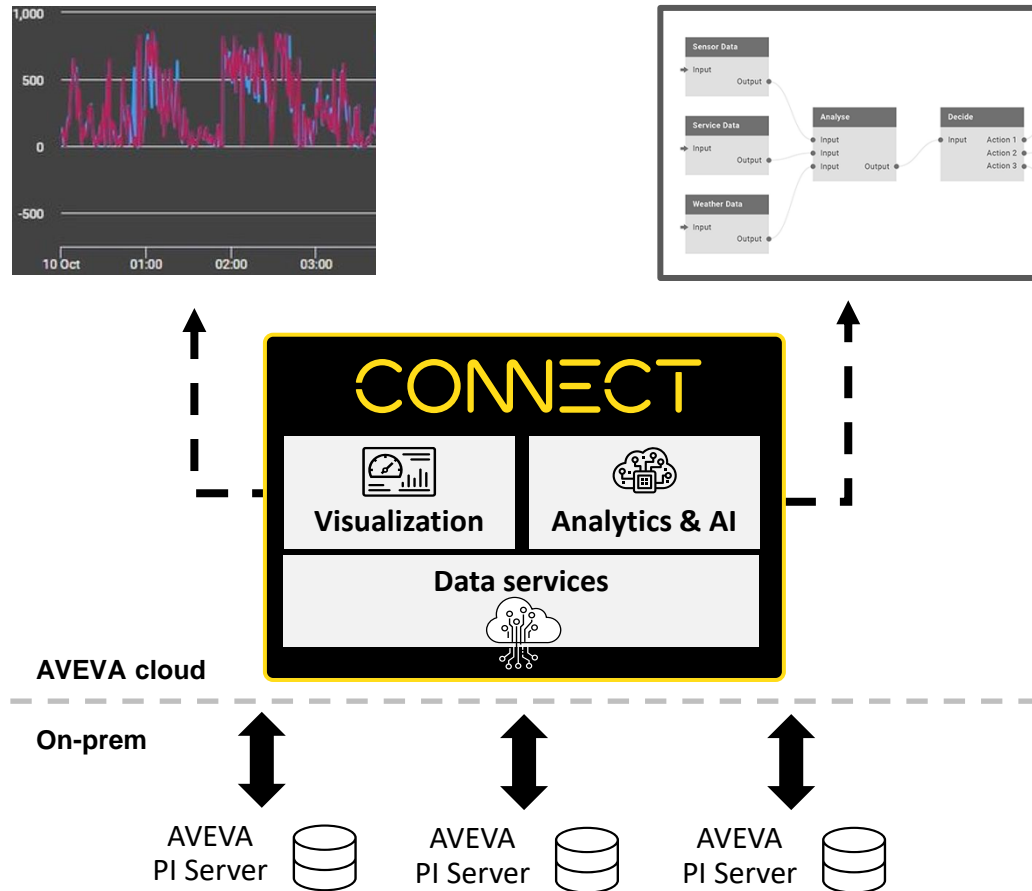 1,000
500
0
-500
10 Oct 01:00 02:00 03:00
Sensor Data
Input
Output
Service Data
Input
Output
Weather Data
Input
Output
Analyse
Input
Input
Input Output
Decide
Input Action 1
Action 2
Action 3
CONNECT
Visualization
Analytics & AI
Data services
AVEVA cloud
On-prem
AVEVA
PI Server
AVEVA
PI Server
AVEVA
PI Server